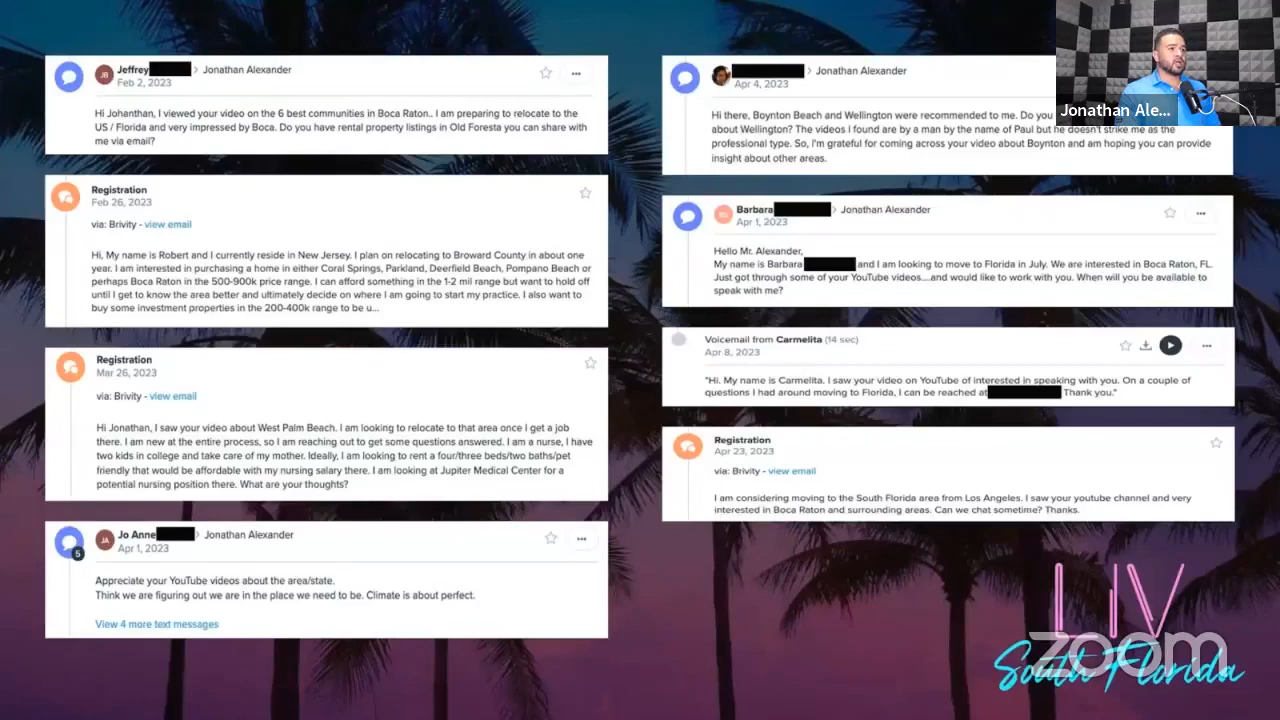 JB Jeffrey > Jonathan Alexander
Feb 2, 2023
Hi Johanthan, I viewed your video on the 6 best communities in Boca Raton.. I am preparing to relocate to the
US / Florida and very impressed by Boca. Do you have rental property listings in Old Foresta you can share with
me via email?
Registration
Feb 26, 2023
via: Brivity - view email
Hi, My name is Robert and I currently reside in New Jersey. I plan on relocating to Broward County in about one
year. I am interested in purchasing a home in either Coral Springs, Parkland, Deerfield Beach, Pompano Beach or
perhaps Boca Raton in the 500-900k price range. I can afford something in the 1-2 mil range but want to hold off
until I get to know the area better and ultimately decide on where I am going to start my practice. I also want to
buy some investment properties in the 200-400k range to be u...
Registration
Mar 26, 2023
via: Brivity - view email
Hi Jonathan, I saw your video about West Palm Beach. I am looking to relocate to that area once I get a job
there. I am new at the entire process, so I am reaching out to get some questions answered. I am a nurse, I have
two kids in college and take care of my mother. Ideally, I am looking to rent a four/three beds/two baths/pet
friendly that would be affordable with my nursing salary there. I am looking at Jupiter Medical Center for a
potential nursing position there. What are your thoughts?
5
JA Jo Anne > Jonathan Alexander
Apr 1, 2023
Appreciate your YouTube videos about the area/state.
Think we are figuring out we are in the place we need to be. Climate is about perfect.
View 4 more text messages
> Jonathan Alexander
Apr 4, 2023
Hi there, Boynton Beach and Wellington were recommended to me. Do you
about Wellington? The videos I found are by a man by the name of Paul but he doesn't strike me as the
professional type. So, I'm grateful for coming across your video about Boynton and am hoping you can provide
insight about other areas.
Barbara > Jonathan Alexander
Apr 1, 2023
Hello Mr. Alexander,
My name is Barbara and I am looking to move to Florida in July. We are interested in Boca Raton, FL.
Just got through some of your YouTube videos....and would like to work with you. When will you be available to
speak with me?
Voicemail from Carmelita (14 sec)
Apr 8, 2023
"Hi. My name is Carmelita. I saw your video on YouTube of interested in speaking with you. On a couple of
questions I had around moving to Florida, I can be reached at Thank you."
Registration
Apr 23, 2023
via: Brivity - view email
I am considering moving to the South Florida area from Los Angeles. I saw your youtube channel and very
interested in Boca Raton and surrounding areas. Can we chat sometime? Thanks.
Jonathan Ale...
LIV
South Florida
zoom